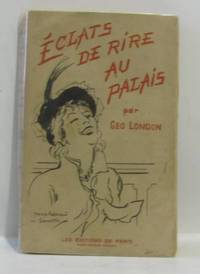 ÉCLATS
DE RIRE
AU
PALAIS
par
GEO LONDON
LES ÉDITIONS DE PARIS